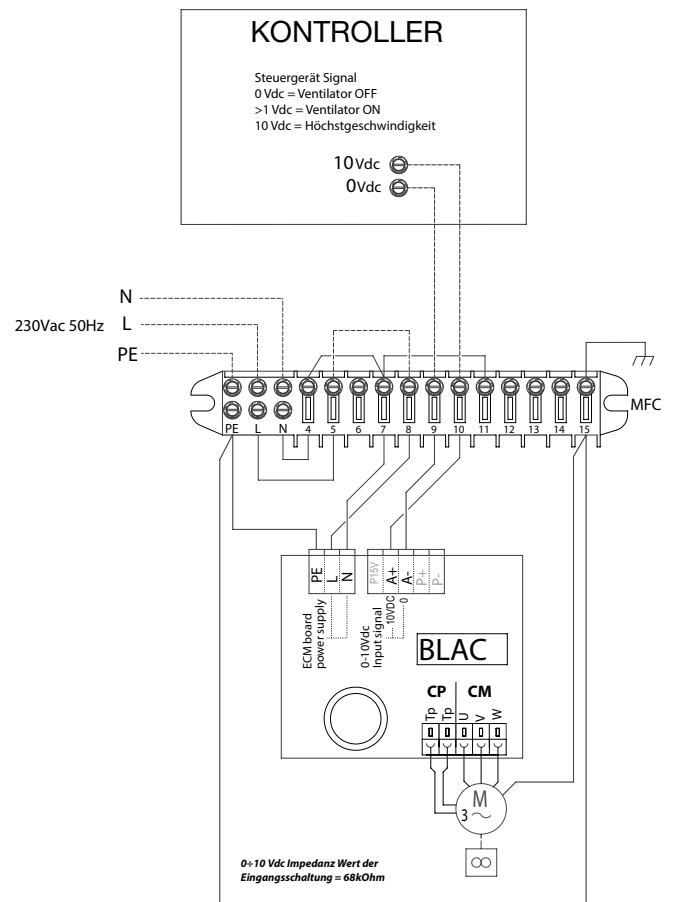 KONTROLLER
Steuergerät Signal
0 Vdc = Ventilator OFF
>1 Vdc = Ventilator ON
10 Vdc = Höchstgeschwindigkeit
10Vdc
0Vdc
N
230Vac 50Hz L
PE
MFC
PE L N 4 5 6 7 8 9 10 11 12 13 14 15
PE L N
P15V A+ A- P+ P-
ECM board
power supply
0-10Vdc
Input signal
10VDC
0
BLAC
CP CM
Tp Tp U V W
M
3
0÷10 Vdc Impedanz Wert der
Eingangsschaltung = 68kOhm